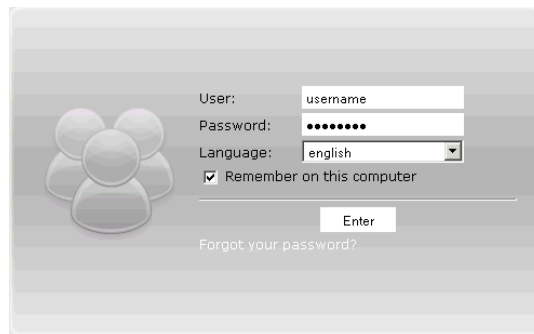 User: username
Password: ●●●●●●●●
Language: english
Remember on this computer
Enter
Forgot your password?